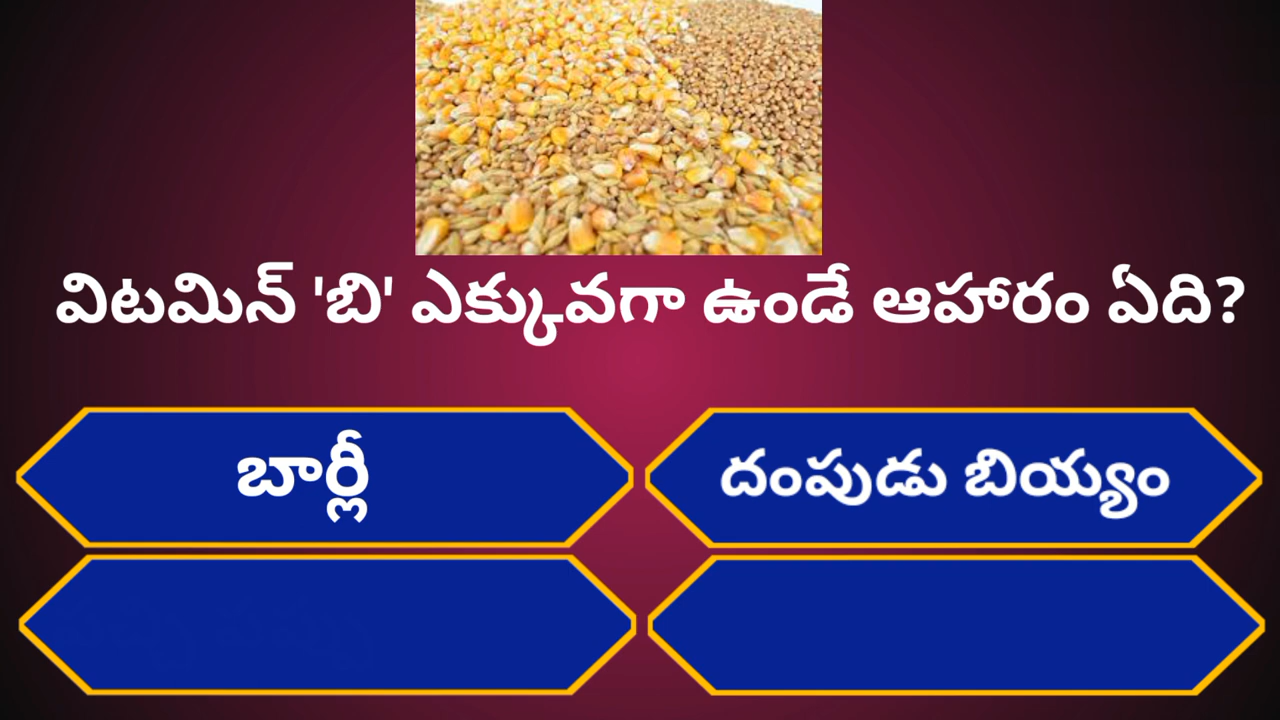 విటమిన్ 'బి' ఎక్కువగా ఉండే ఆహారం ఏది?
బార్లీ
దంపుడు బియ్యం